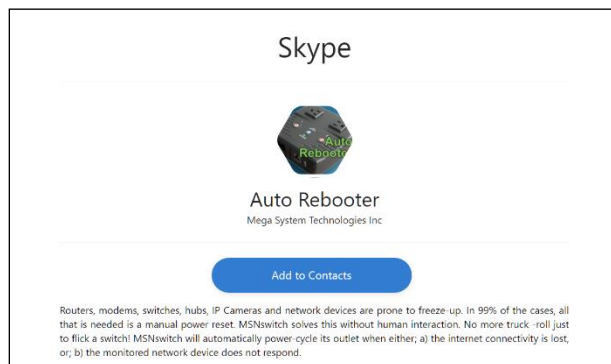 Skype
Auto
Rebooter
Auto Rebooter
Mega System Technologies Inc
Add to Contacts
Routers, modems, switches, hubs, IP Cameras and network devices are prone to freeze-up. In 99% of the cases, all
that is needed is a manual power reset. MSNswitch solves this without human interaction. No more truck -roll just
to flick a switch! MSNswitch will automatically power-cycle its outlet when either; a) the internet connectivity is lost,
or; b) the monitored network device does not respond.